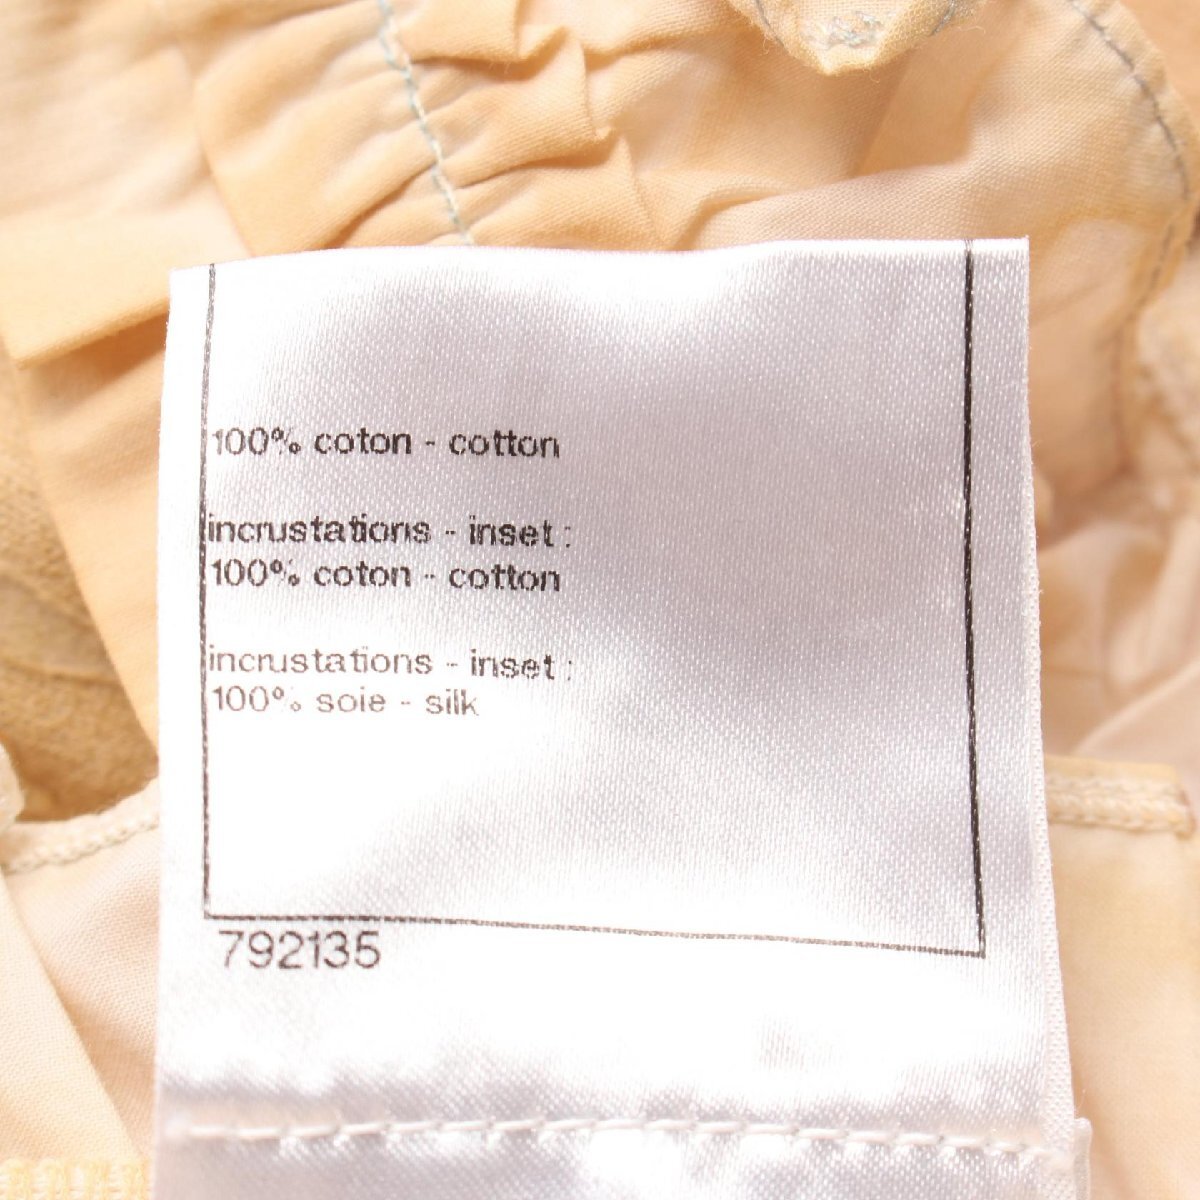 100% coton - cotton
incrustations - inset :
100% coton - cotton
incrustations - inset :
100% soie - silk
792135